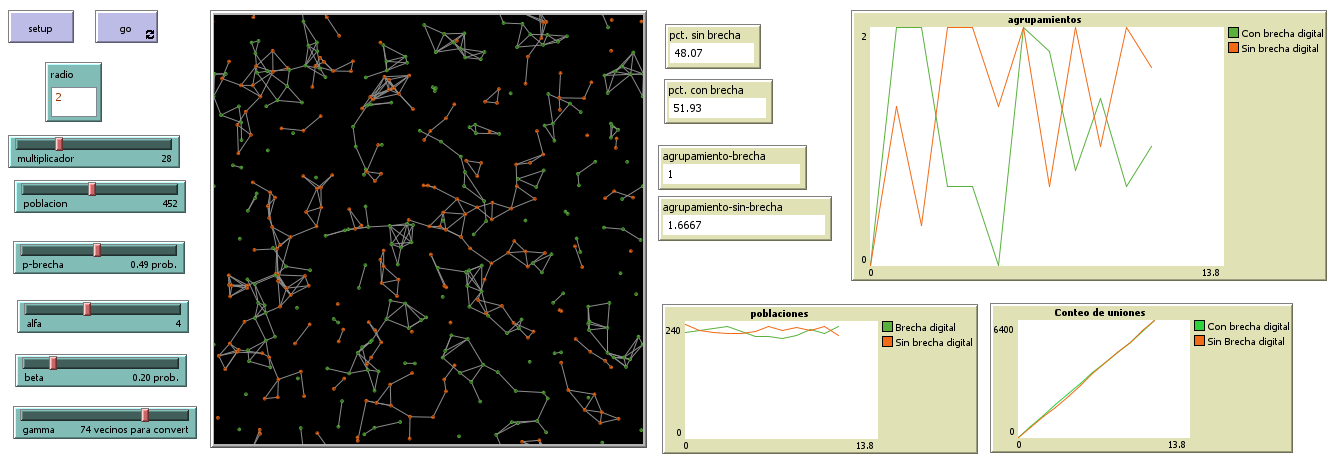 setup
go
radio
2
multiplicador 28
poblacion 452
p-brecha 0.49 prob.
alfa 4
beta 0.20 prob.
gamma 74 vecinos para convert
pct. sin brecha
48.07
pct. con brecha
51.93
agrupamiento-brecha
1
agrupamiento-sin-brecha
1.6667
agrupamientos
2
0
0 13.8
Con brecha digital
Sin brecha digital
poblaciones
240
0
0 13.8
Brecha digital
Sin brecha digital
Conteo de uniones
6400
0
0 13.8
Con brecha digital
Sin Brecha digital